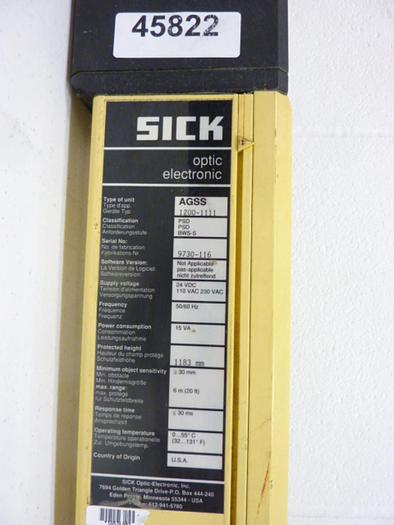 45822
SICK
optic
electronic
Type of unit
Type d'app.
Geräte Typ
AGSS
1200-1111
Classification
Classification
Anforderungsstufe
PSD
PSD
BWS-S
Serial No:
No. de fabrication
Fabrikations-Nr.
9730-116
Software Version:
La Version de Logiciel:
Softwareversion:
Not Applicable
pas-applicable
nicht zutreffend
Supply voltage
Tension d'alimentation
Versorgungsspannung
24 VDC
110 VAC 230 VAC
Frequency
Fréquence
Frequenz
50/60 Hz
Power consumption
Consommation
Leistungsaufnahme
15 VA
Protected height
Hauteur du champ protégé
Schutzfeldhöhe
1183 mm
Minimum object sensitivity
Min. obstacle
Min. Hindernisgröße
≤ 30 mm
max. range:
max. protégé
für Schutzfeldbreite
6 m (20 ft)
Response time
Temps de réponse
Ansprechzeit
≤ 30 ms
Operating temperature
Température operationelle
Zul. Umgebungstemp.
0...55° C
(32...131° F)
Country of Origin
U.S.A.
SICK Optic-Electronic, Inc.
7694 Golden Triangle Drive-P.O. Box 444-240
Eden Prairie, Minnesota 55344 - USA
612-941-6780